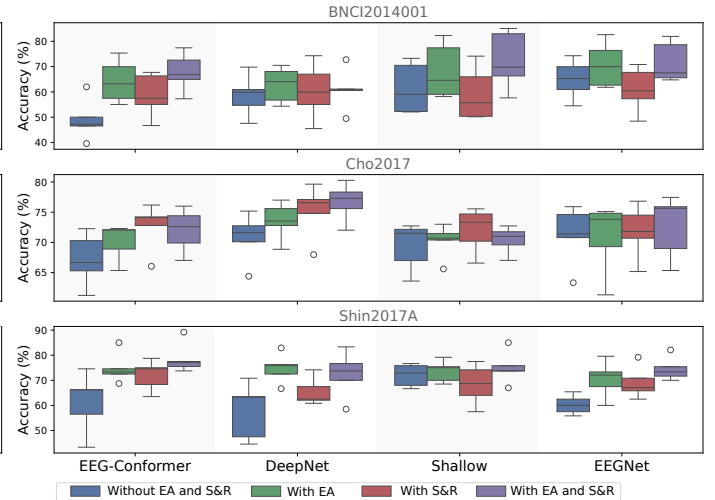 BNCI2014001
Accuracy (%)
80
70
60
50
40
Cho2017
Accuracy (%)
80
75
70
65
Shin2017A
Accuracy (%)
90
80
70
60
50
EEG-Conformer DeepNet Shallow EEGNet
Without EA and S&R With EA With S&R With EA and S&R